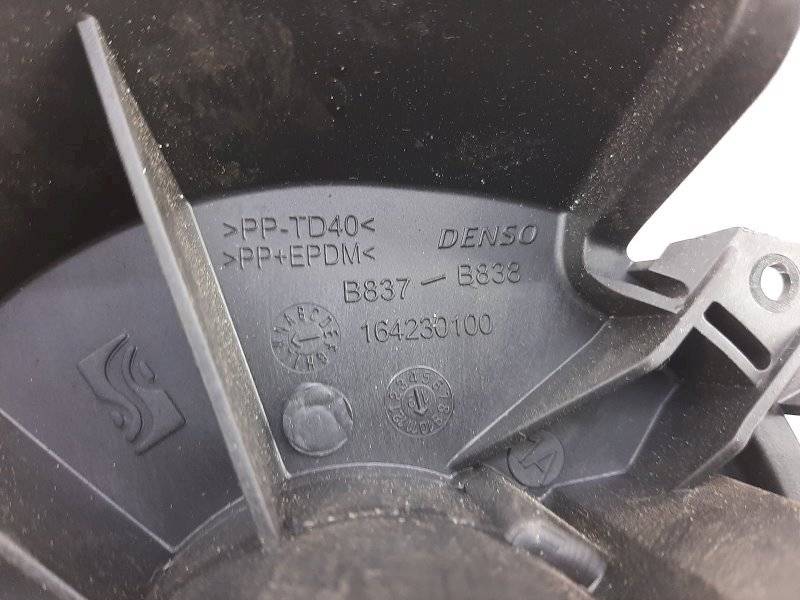 >PP-TD40<
>PP+EPDM<
DENSO
B837 - B838
164230100
A